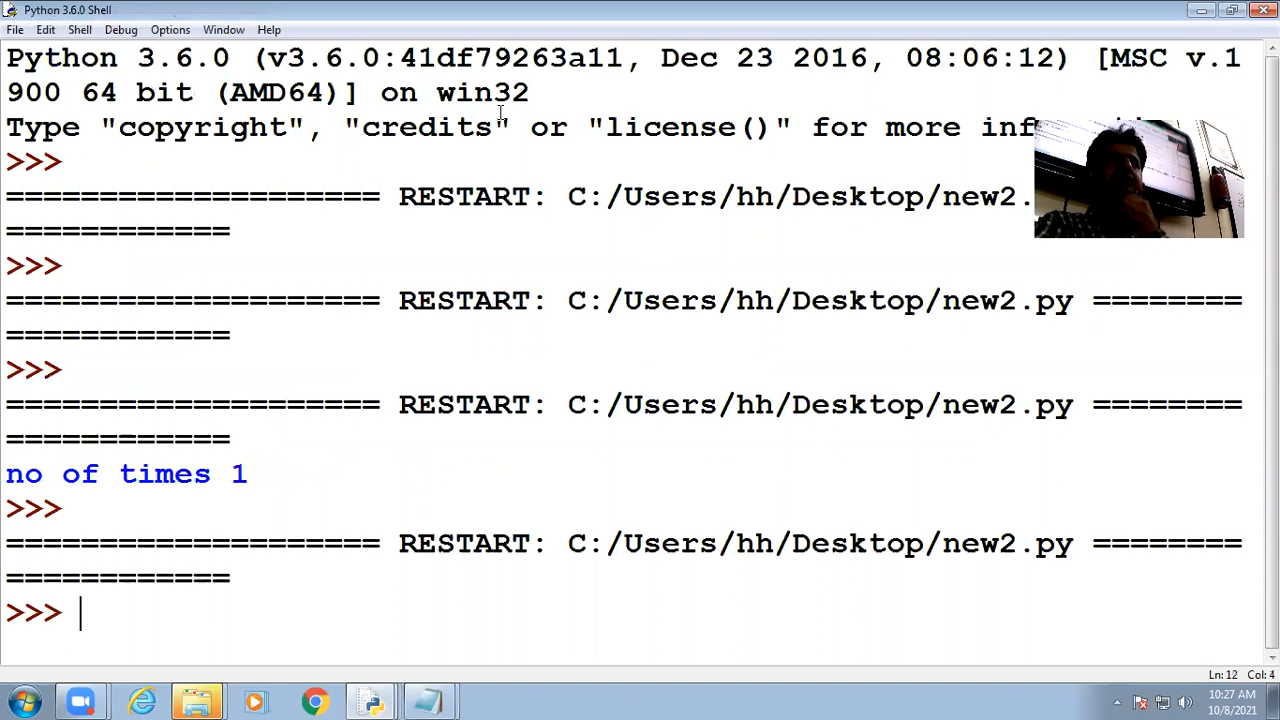 Python 3.6.0 Shell
File Edit Shell Debug Options Window Help
Python 3.6.0 (v3.6.0:41df79263a11, Dec 23 2016, 08:06:12) [MSC v.1
900 64 bit (AMD64)] on win32
Type "copyright", "credits" or "license()" for more
>>>
==================== RESTART: C:/Users/hh/Desktop/new2.
============
>>>
==================== RESTART: C:/Users/hh/Desktop/new2.py ========
============
>>>
==================== RESTART: C:/Users/hh/Desktop/new2.py ========
============
no of times 1
>>>
==================== RESTART: C:/Users/hh/Desktop/new2.py ========
============
>>>
Ln: 12 Col: 4
10:27 AM
10/8/2021